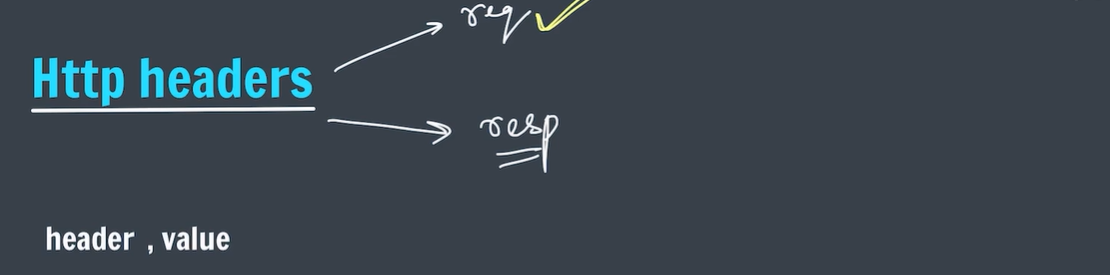 req
Http headers
resp
header , value